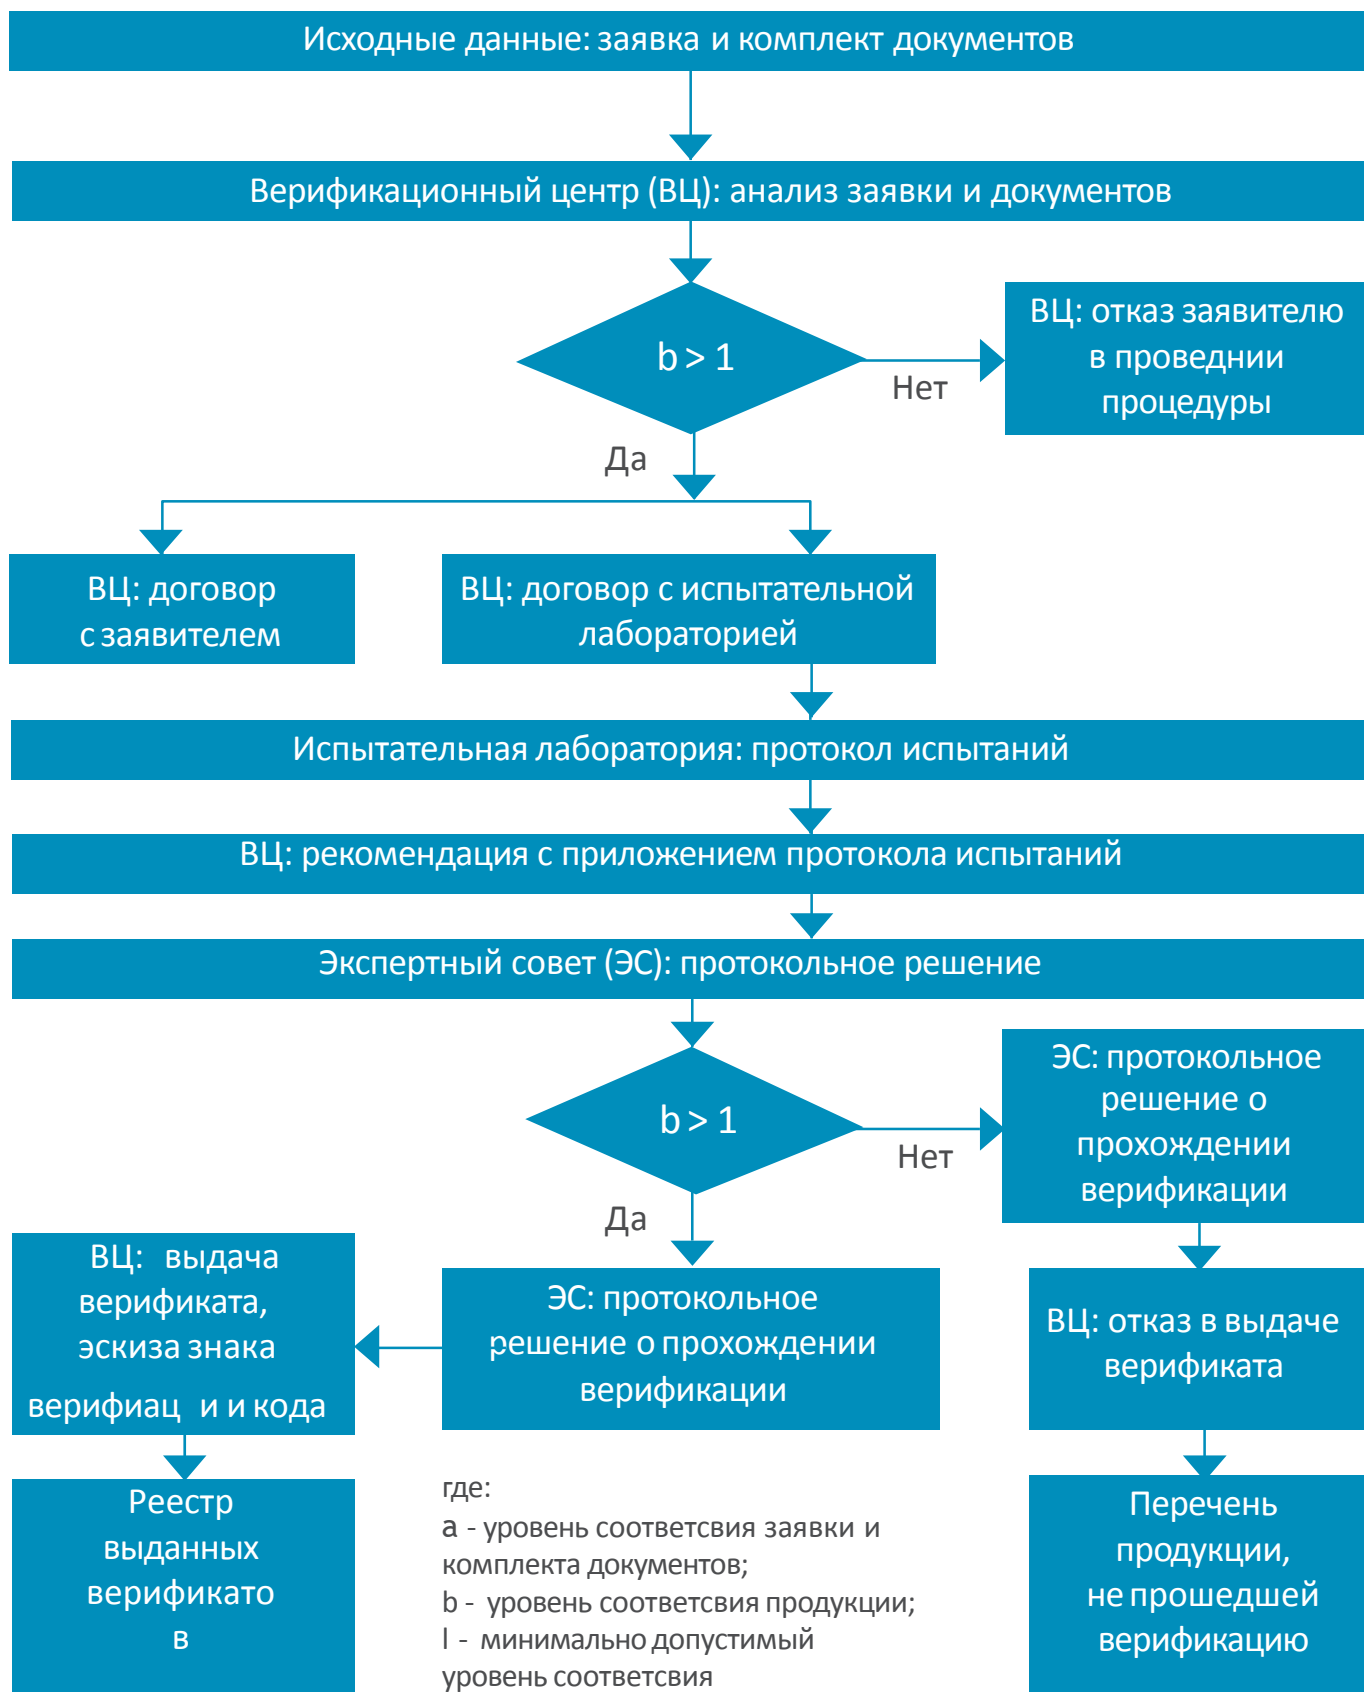 Исходные данные: заявка и комплект документов
Верификационный центр (ВЦ): анализ заявки и документов
b > 1
Нет
ВЦ: отказ заявителю
в проведнии
процедуры
Да
ВЦ: договор
с заявителем
ВЦ: договор с испытательной
лабораторией
Испытательная лаборатория: протокол испытаний
ВЦ: рекомендация с приложением протокола испытаний
Экспертный совет (ЭС): протокольное решение
b > 1
Нет
ЭС: протокольное
решение о
прохождении
верификации
Да
ВЦ: выдача
верификата,
эскиза знака
верифиац и и кода
ЭС: протокольное
решение о прохождении
верификации
ВЦ: отказ в выдаче
верификата
Реестр
выданных
верификато
в
где:
a - уровень соответсвия заявки и
комплекта документов;
b - уровень соответсвия продукции;
l - минимально допустимый
уровень соответсвия
Перечень
продукции,
не прошедшей
верификацию